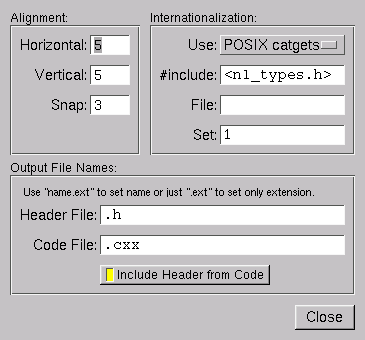 Alignment:
Horizontal: 5
Vertical: 5
Snap: 3
Internationalization:
Use: POSIX catgets
#include: <nl_types.h>
File:
Set: 1
Output File Names:
Use "name.ext" to set name or just ".ext" to set only extension.
Header File: .h
Code File: .cxx
Include Header from Code
Close